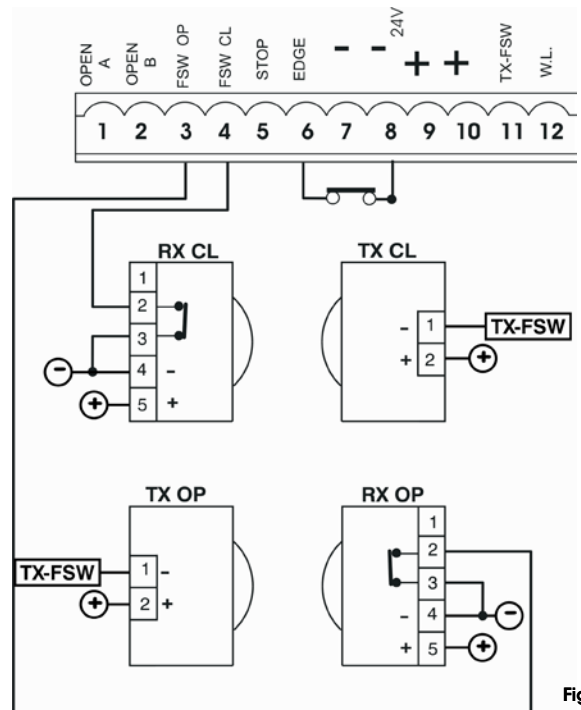 OPEN A
OPEN B
FSW OP
FSW CL
STOP
EDGE
-
-
24V
+
+
TX-FSW
W.L.
1 2 3 4 5 6 7 8 9 10 11 12
RX CL
1
2
3
4 -
5 +
-
+
TX CL
- 1 TX-FSW
+ 2 +
TX OP
TX-FSW 1 -
+ 2 +
RX OP
1
2
3
- 4 -
+ 5 +
Fig